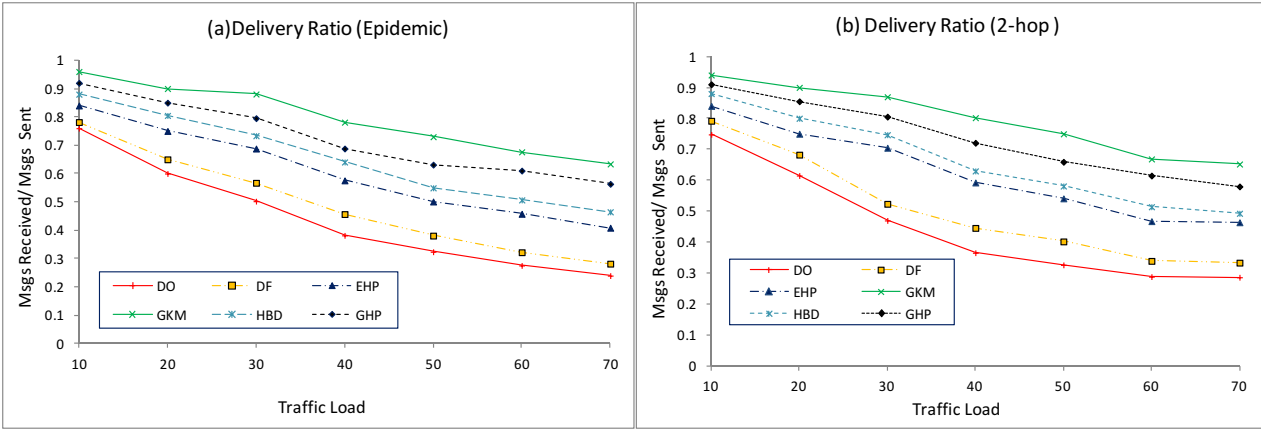 (a)Delivery Ratio (Epidemic)
Msgs Received/ Msgs Sent
1
0.9
0.8
0.7
0.6
0.5
0.4
0.3
0.2
0.1
0
DO DF EHP
GKM HBD GHP
10 20 30 40 50 60 70
Traffic Load
(b) Delivery Ratio (2-hop )
Msgs Received/ Msgs Sent
1
0.9
0.8
0.7
0.6
0.5
0.4
0.3
0.2
0.1
0
DO DF
EHP GKM
HBD GHP
10 20 30 40 50 60 70
Traffic Load